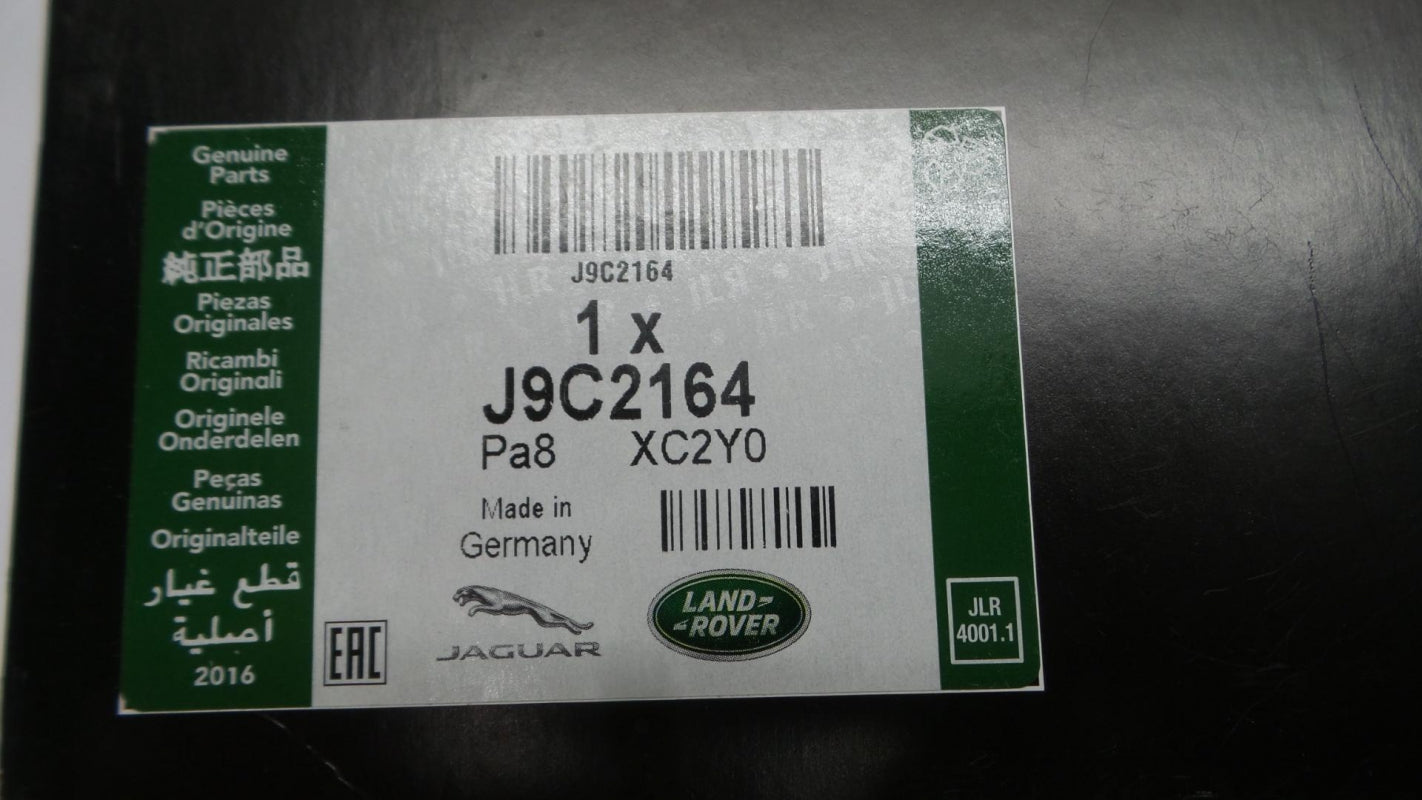 Genuine
Parts
Pièces
d'Origine
純正部品
Piezas
Originales
Ricambi
Originali
Originele
Onderdelen
Peças
Genuinas
Originalteile
قطع غيار
أصلية
2016
J9C2164
1 x
J9C2164
Pa8 XC2Y0
Made in
Germany
EAC
JAGUAR
LAND-
-ROVER
JLR
4001.1